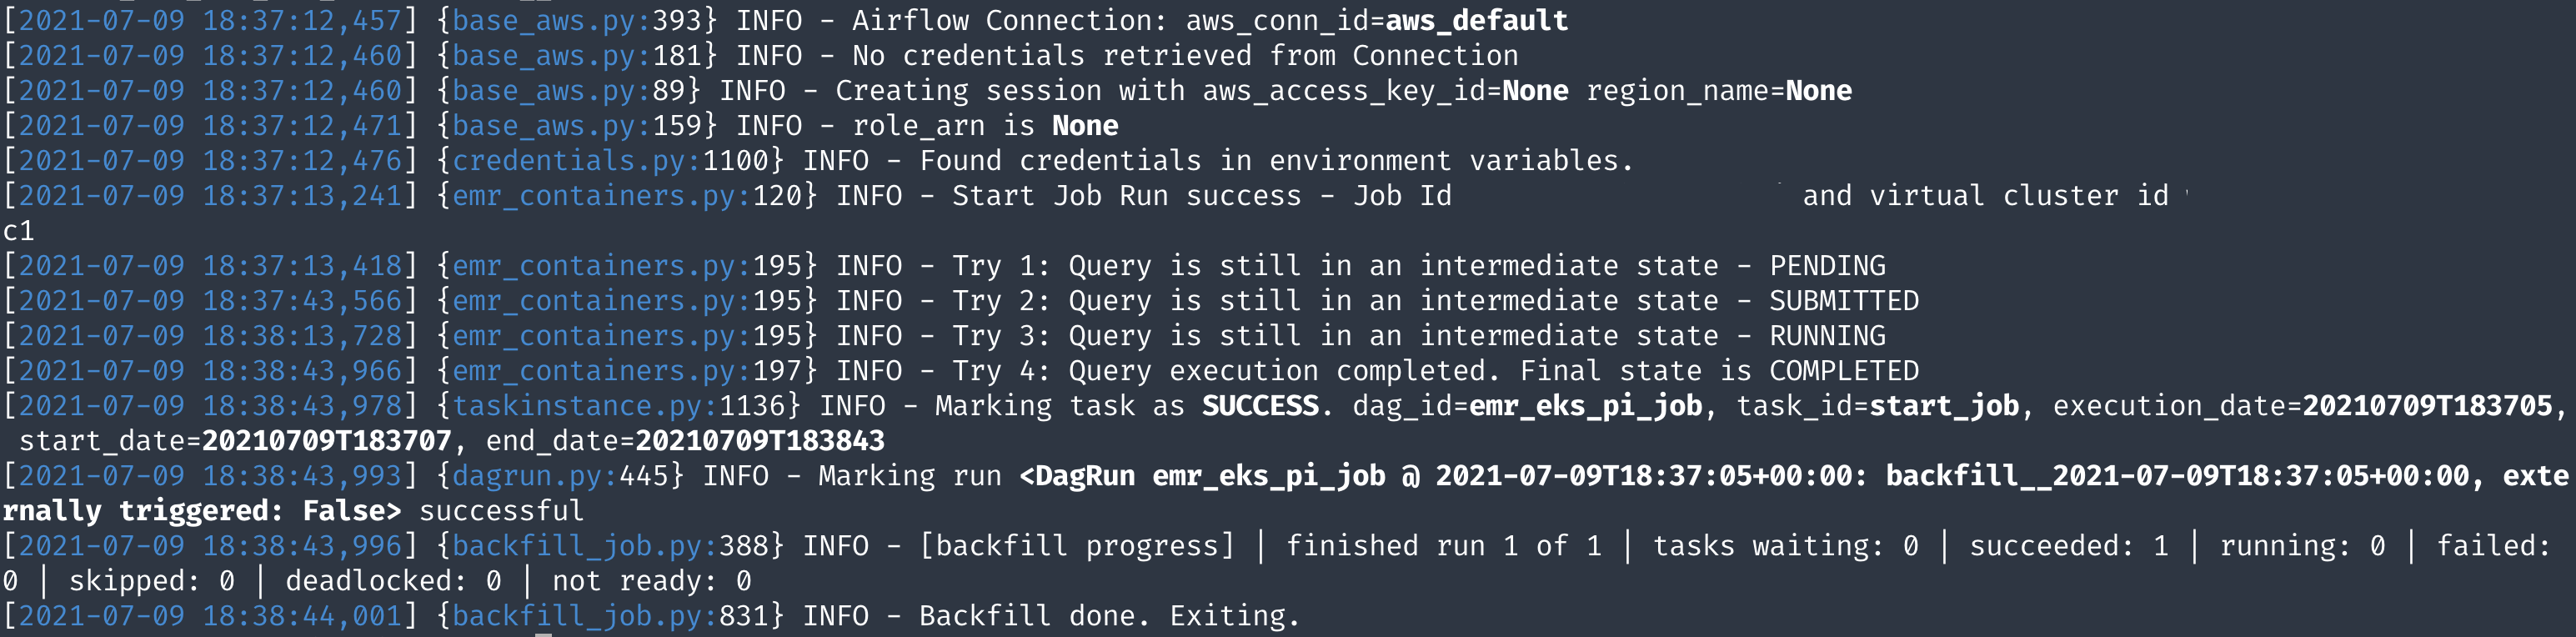 [2021-07-09 18:37:12,457] {base_aws.py:393} INFO - Airflow Connection: aws_conn_id=aws_default
[2021-07-09 18:37:12,460] {base_aws.py:181} INFO - No credentials retrieved from Connection
[2021-07-09 18:37:12,460] {base_aws.py:89} INFO - Creating session with aws_access_key_id=None region_name=None
[2021-07-09 18:37:12,471] {base_aws.py:159} INFO - role_arn is None
[2021-07-09 18:37:12,476] {credentials.py:1100} INFO - Found credentials in environment variables.
[2021-07-09 18:37:13,241] {emr_containers.py:120} INFO - Start Job Run success - Job Id and virtual cluster id
c1
[2021-07-09 18:37:13,418] {emr_containers.py:195} INFO - Try 1: Query is still in an intermediate state - PENDING
[2021-07-09 18:37:43,566] {emr_containers.py:195} INFO - Try 2: Query is still in an intermediate state - SUBMITTED
[2021-07-09 18:38:13,728] {emr_containers.py:195} INFO - Try 3: Query is still in an intermediate state - RUNNING
[2021-07-09 18:38:43,966] {emr_containers.py:197} INFO - Try 4: Query execution completed. Final state is COMPLETED
[2021-07-09 18:38:43,978] {taskinstance.py:1136} INFO - Marking task as SUCCESS. dag_id=emr_eks_pi_job, task_id=start_job, execution_date=20210709T183705,
start_date=20210709T183707, end_date=20210709T183843
[2021-07-09 18:38:43,993] {dagrun.py:445} INFO - Marking run <DagRun emr_eks_pi_job @ 2021-07-09T18:37:05+00:00: backfill__2021-07-09T18:37:05+00:00, exte
rnally triggered: False> successful
[2021-07-09 18:38:43,996] {backfill_job.py:388} INFO - [backfill progress] | finished run 1 of 1 | tasks waiting: 0 | succeeded: 1 | running: 0 | failed:
0 | skipped: 0 | deadlocked: 0 | not ready: 0
[2021-07-09 18:38:44,001] {backfill_job.py:831} INFO - Backfill done. Exiting.